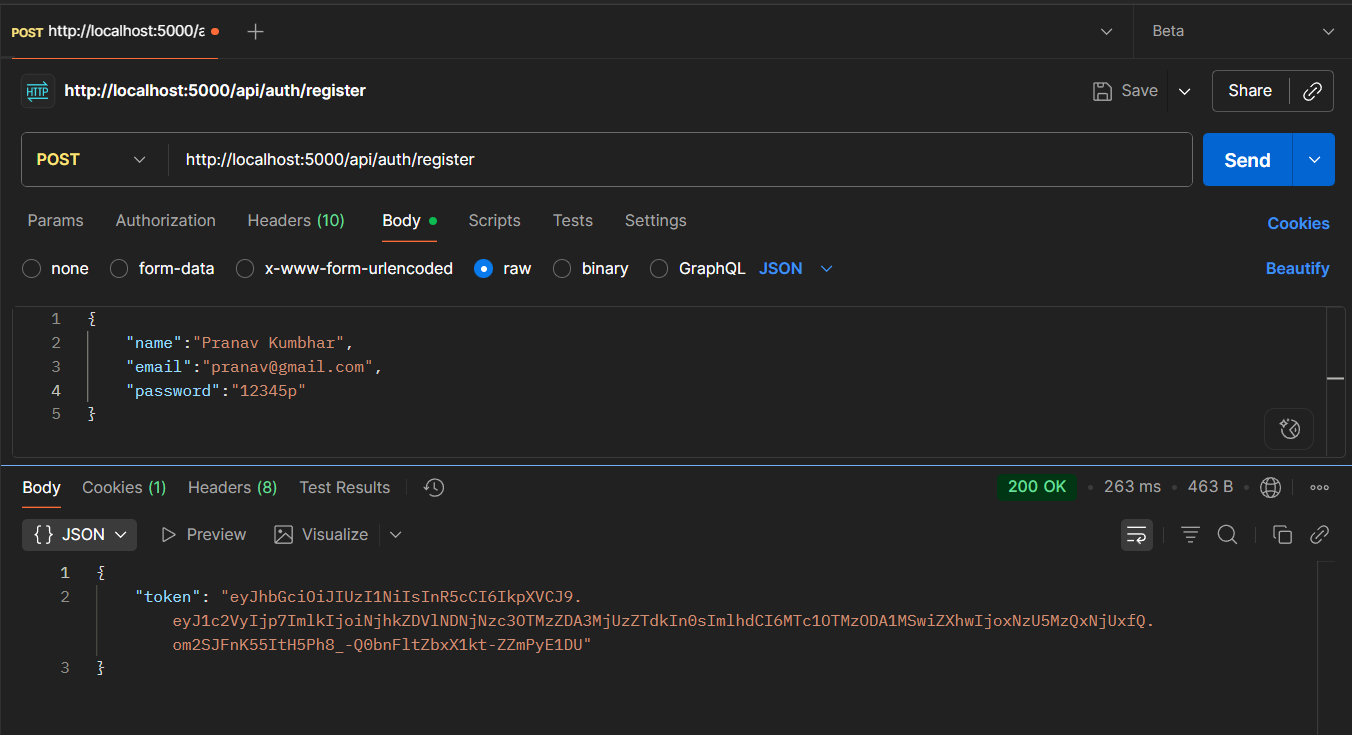 POST http://localhost:5000/a
Beta
HTTP http://localhost:5000/api/auth/register
Save
Share
POST
http://localhost:5000/api/auth/register
Send
Params Authorization Headers (10) Body Scripts Tests Settings
Cookies
none form-data x-www-form-urlencoded raw binary GraphQL JSON
Beautify
1 {
2 "name":"Pranav Kumbhar",
3 "email":"pranav@gmail.com",
4 "password":"12345p"
5 }
Body Cookies (1) Headers (8) Test Results
200 OK • 263 ms • 463 B
{} JSON Preview Visualize
1 {
2 "token": "eyJhbGciOiJIUzI1NiIsInR5cCI6IkpXVCJ9.
eyJ1c2VyIjp7ImlkIjoiNjhkZDVlNDNjNzc3OTMzZDA3MjUzZTdkIn0sImlhdCI6MTc1OTMzODA1MSwiZXhwIjoxNzU5MzQxNjUxfQ.
om2SJFnK55ItH5Ph8_-Q0bnFltZbxX1kt-ZZmPyE1DU"
3 }